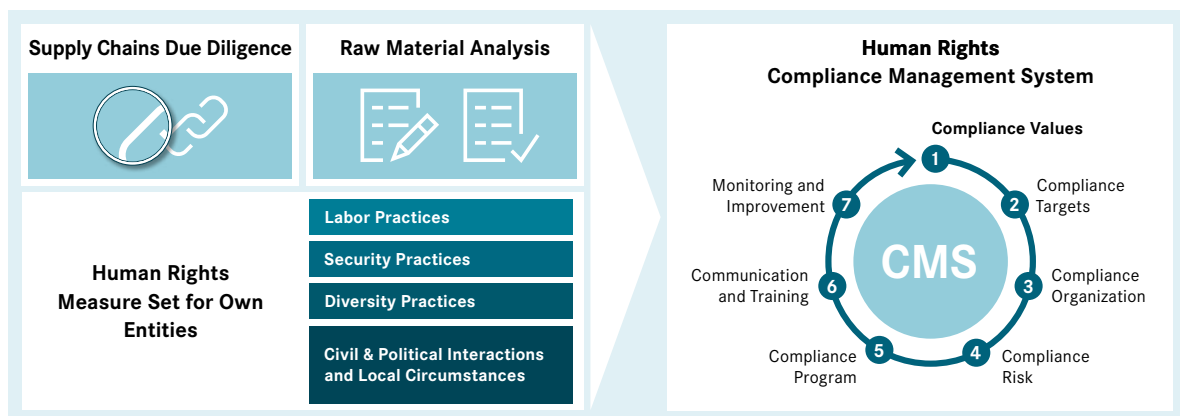 Supply Chains Due Diligence
Raw Material Analysis
Human Rights
Measure Set for Own
Entities
Labor Practices
Security Practices
Diversity Practices
Civil & Political Interactions
and Local Circumstances
Human Rights
Compliance Management System
Compliance Values
1
Compliance
Targets
2
Compliance
Organization
3
Compliance
Risk
4
Compliance
Program
5
Communication
and Training
6
Monitoring and
Improvement
7
CMS